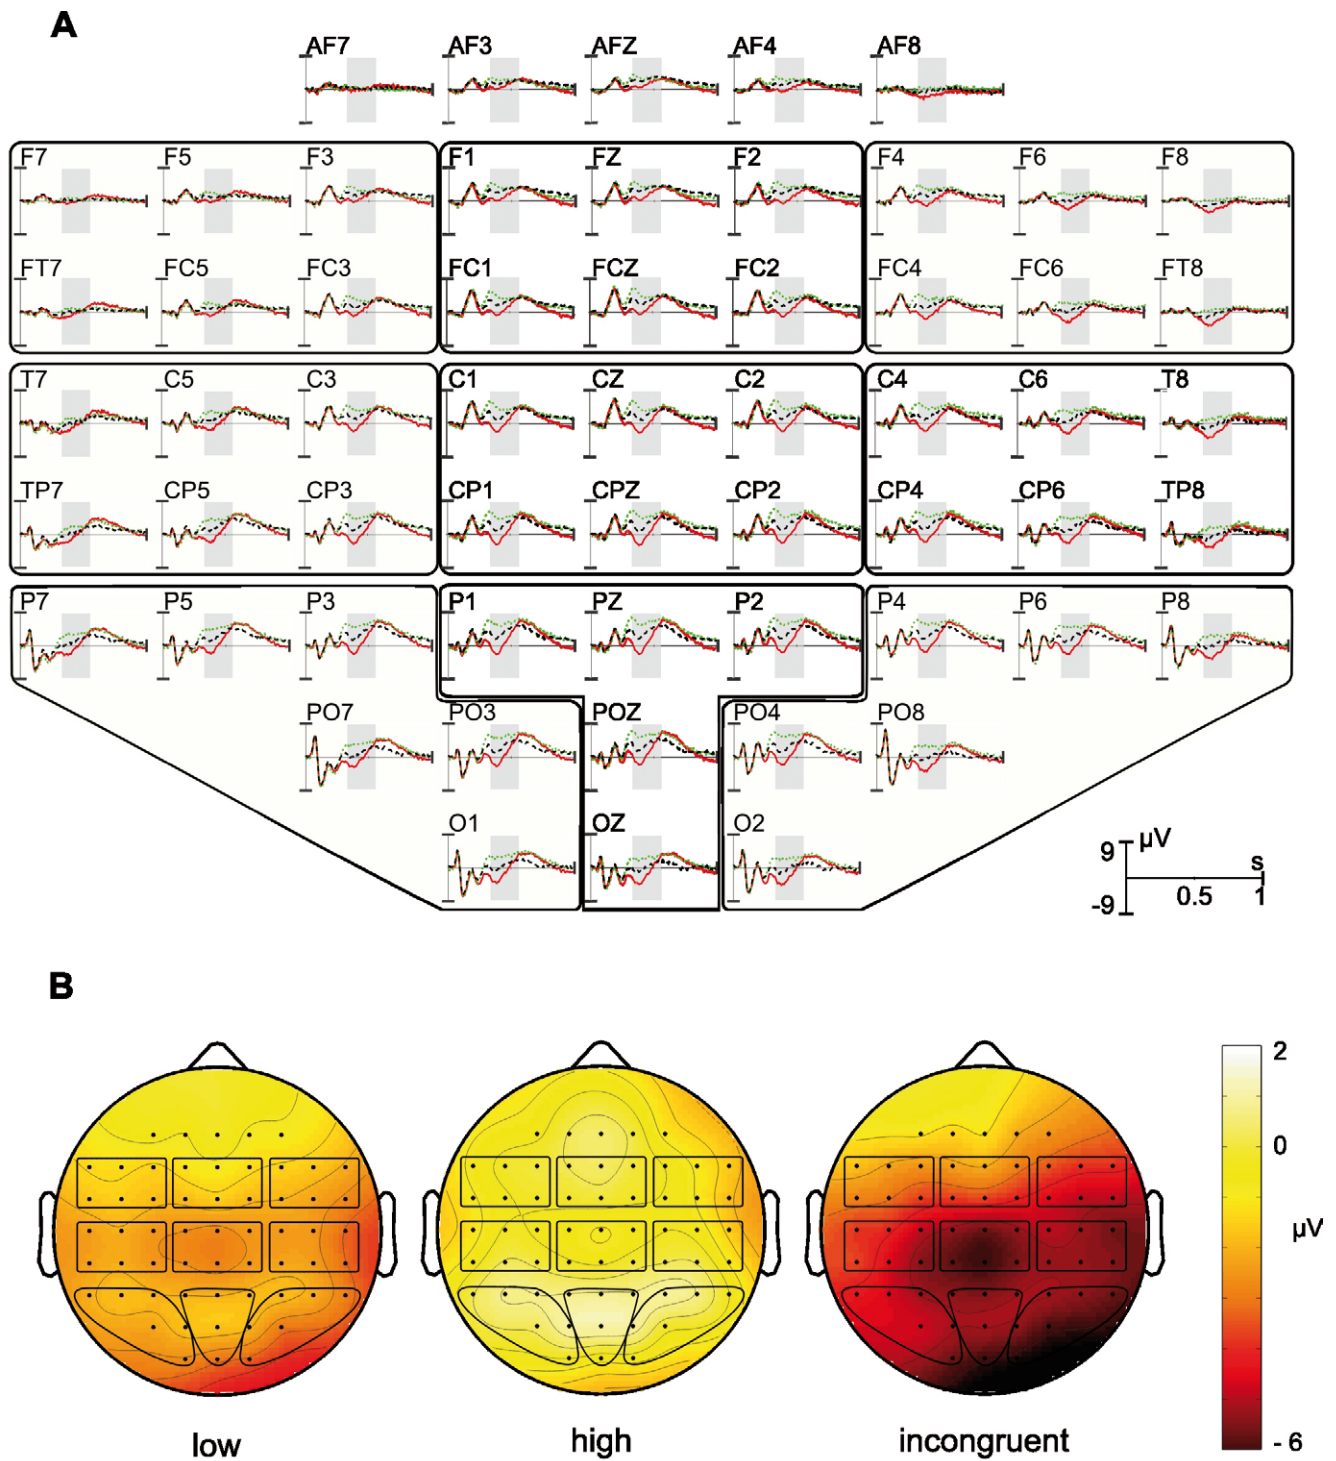 A
AF7 AF3 AFZ AF4 AF8
F7 F5 F3 F1 FZ F2 F4 F6 F8
FT7 FC5 FC3 FC1 FCZ FC2 FC4 FC6 FT8
T7 C5 C3 C1 CZ C2 C4 C6 T8
TP7 CP5 CP3 CP1 CPZ CP2 CP4 CP6 TP8
P7 P5 P3 P1 PZ P2 P4 P6 P8
PO7 PO3 POZ PO4 PO8
O1 OZ O2
9 µV
s
-9 0.5 1
B
2
0
µV
- 6
low high incongruent